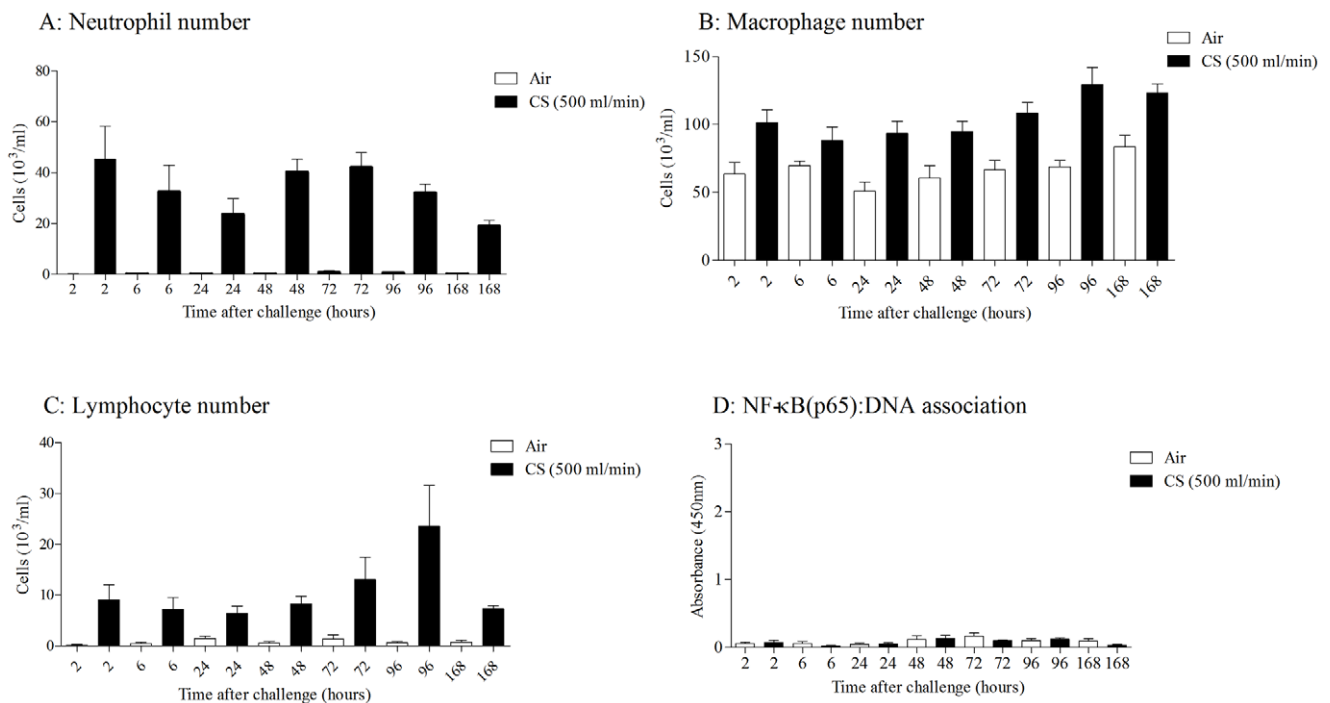 A: Neutrophil number
Air
CS (500 ml/min)
Cells (10³/ml)
80
60
40
20
0
2 2 6 6 24 24 48 48 72 72 96 96 168 168
Time after challenge (hours)
B: Macrophage number
Air
CS (500 ml/min)
Cells (10³/ml)
150
100
50
0
2 2 6 6 24 24 48 48 72 72 96 96 168 168
Time after challenge (hours)
C: Lymphocyte number
Air
CS (500 ml/min)
Cells (10³/ml)
40
30
20
10
0
2 2 6 6 24 24 48 48 72 72 96 96 168 168
Time after challenge (hours)
D: NF-κB(p65):DNA association
Air
CS (500 ml/min)
Absorbance (450nm)
3
2
1
0
2 2 6 6 24 24 48 48 72 72 96 96 168 168
Time after challenge (hours)